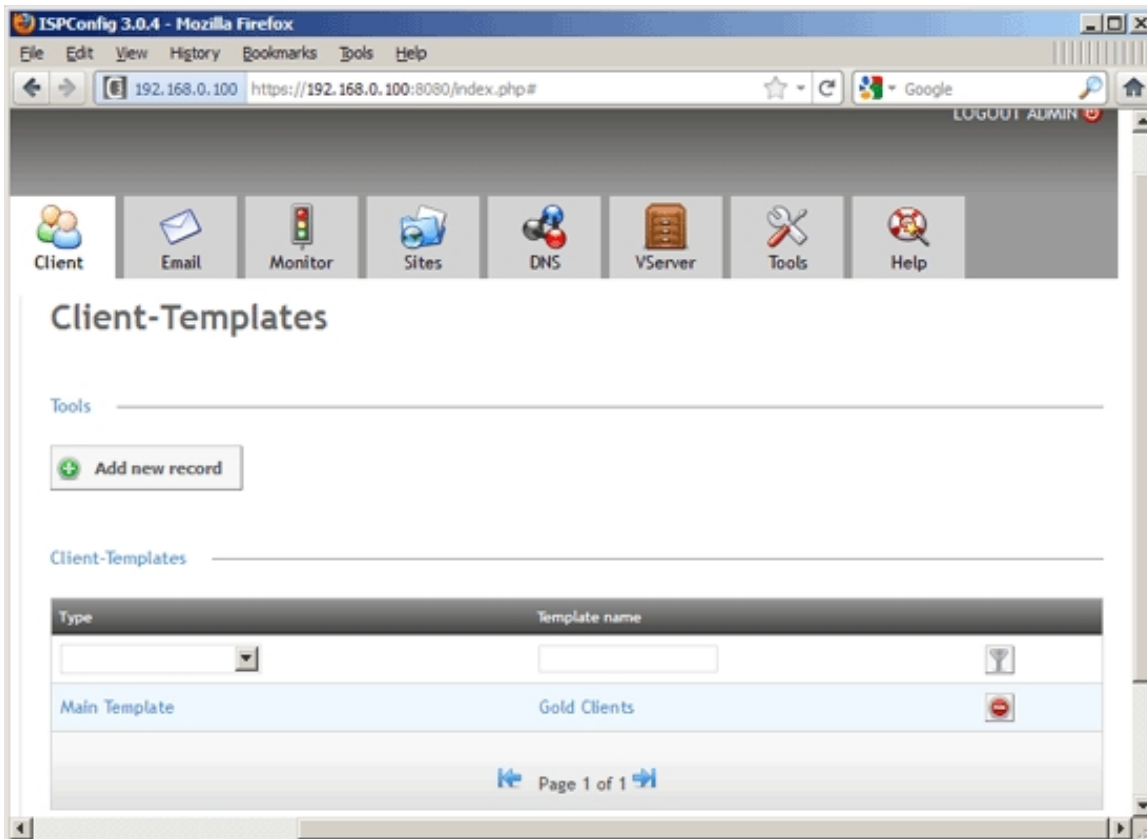 ISPConfig 3.0.4 - Mozilla Firefox
File Edit View History Bookmarks Tools Help
192.168.0.100 https://192.168.0.100:8080/index.php# Google
LOGOUT ADMIN
Client Email Monitor Sites DNS VServer Tools Help
Client-Templates
Tools
Add new record
Client-Templates
Type Template name
Main Template Gold Clients
Page 1 of 1